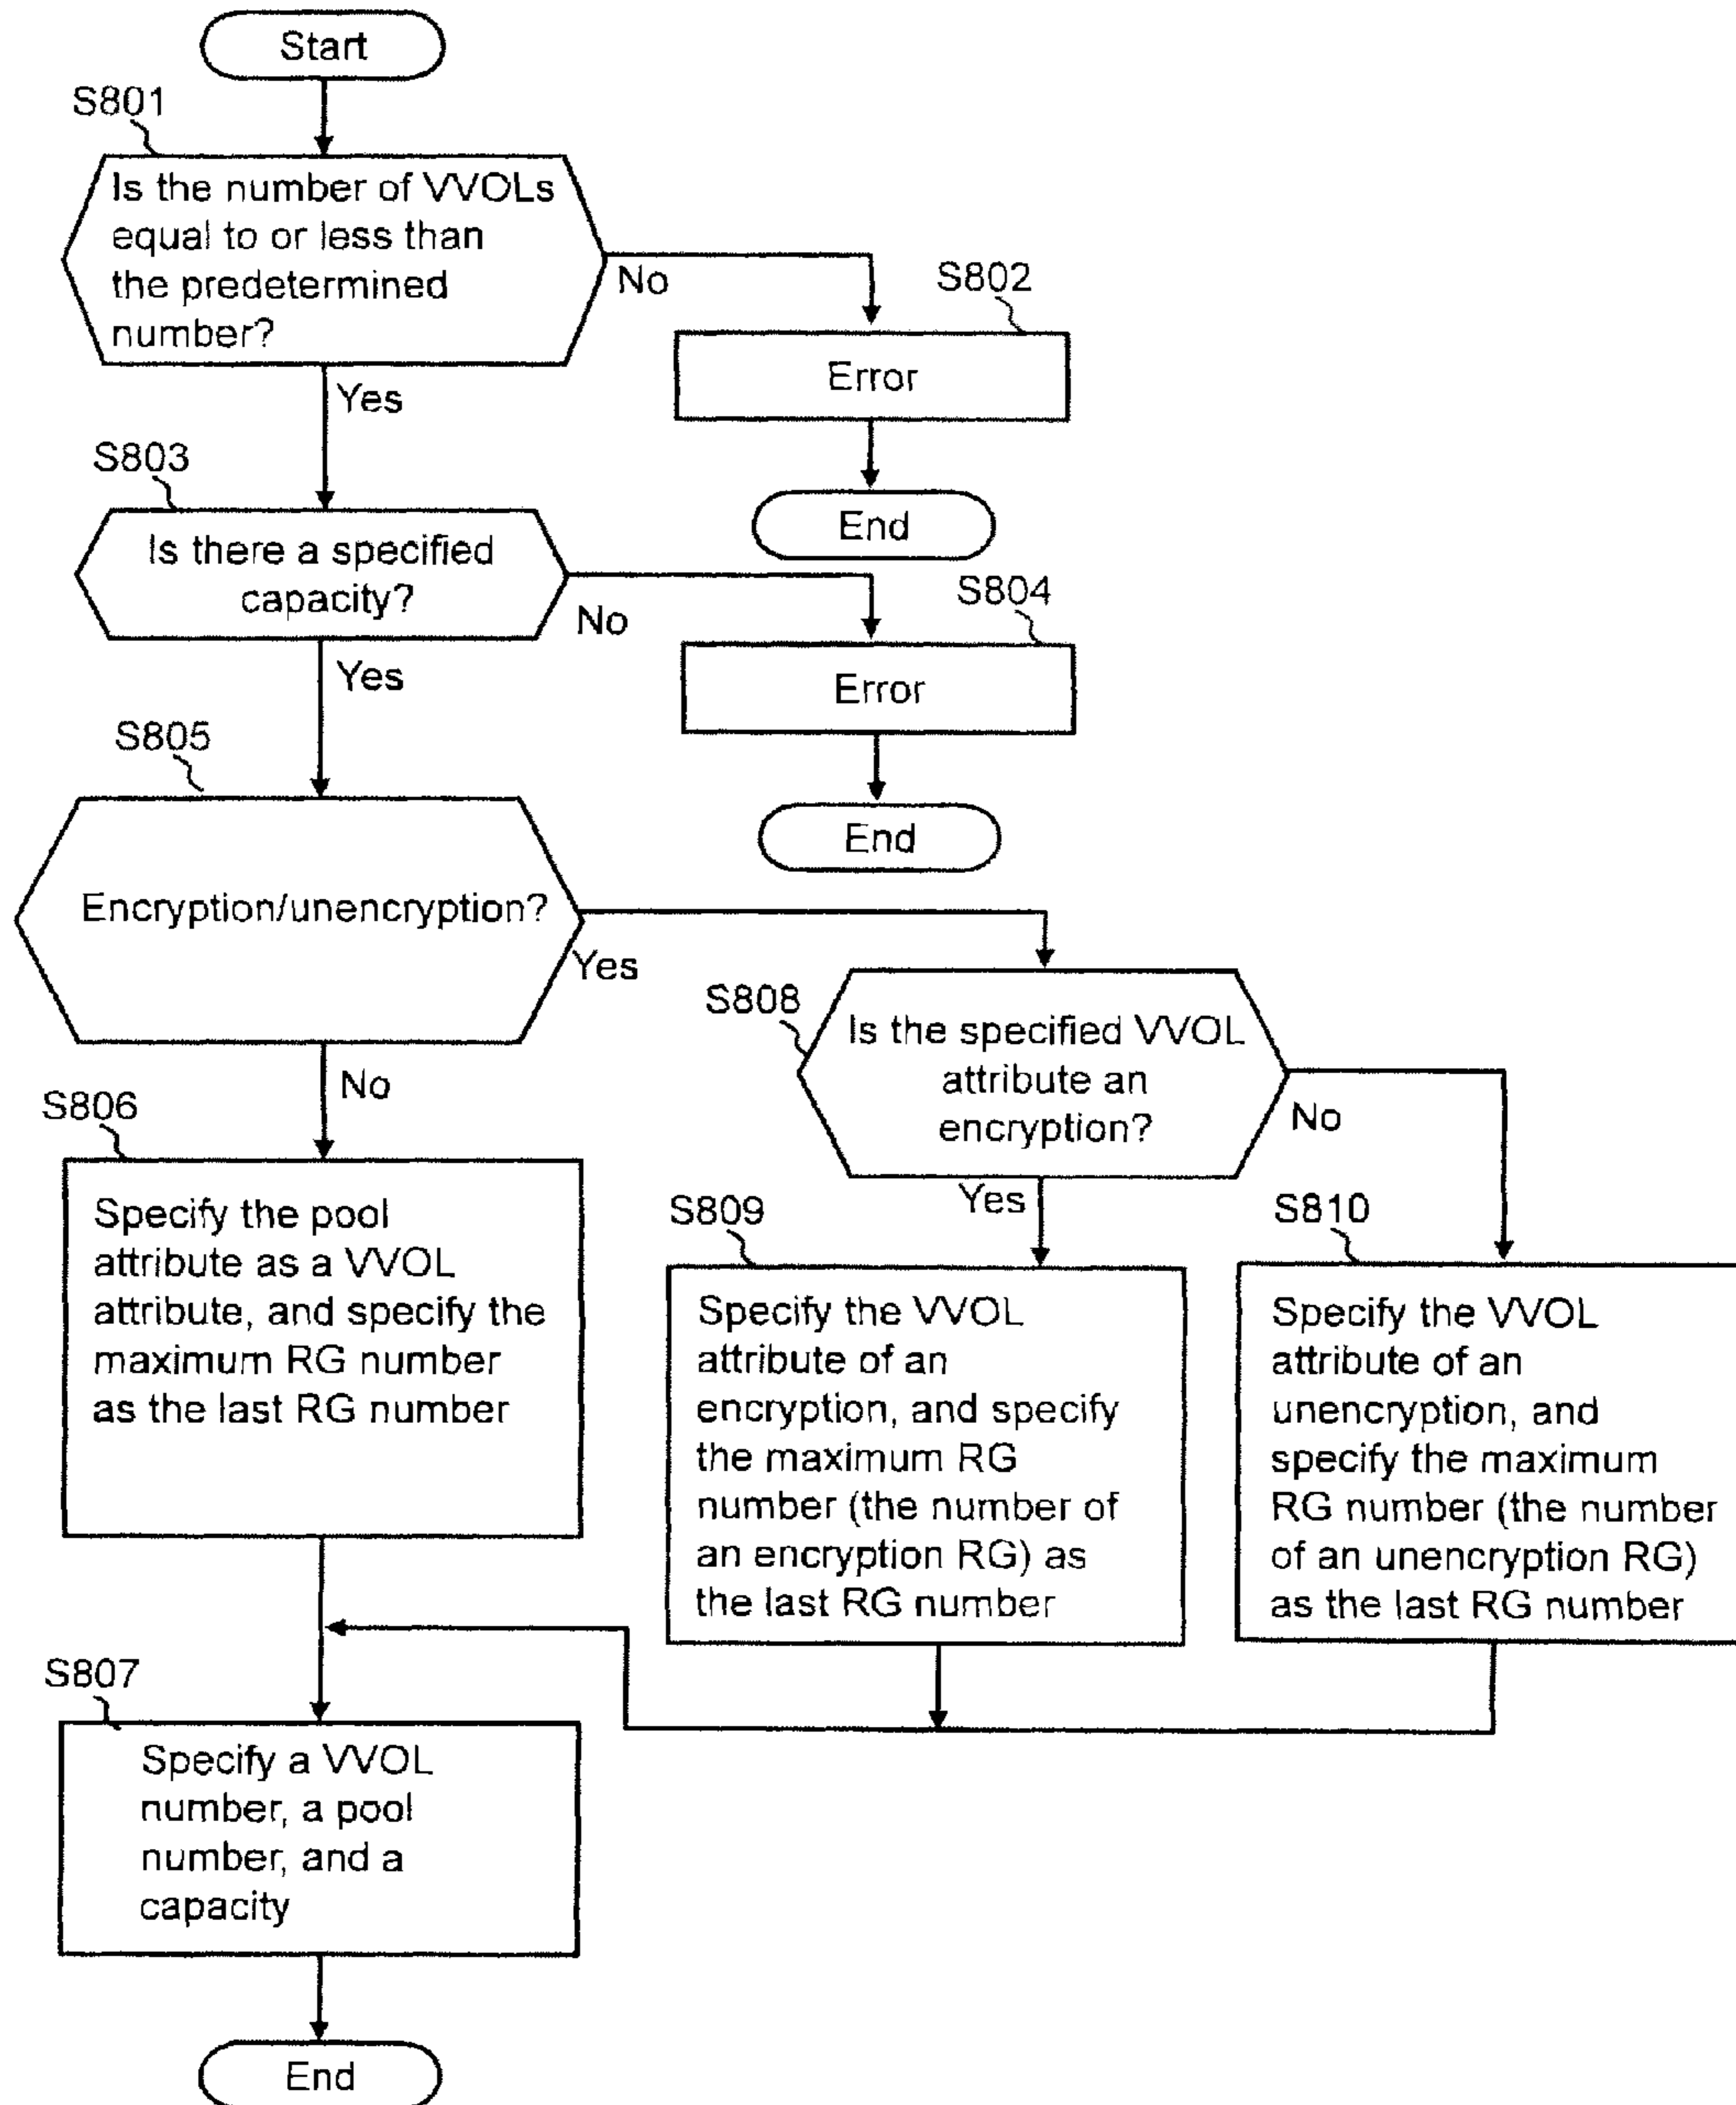 Start
S801
Is the number of VVOLs
equal to or less than
the predetermined
number?
No
S802
Error
Yes
End
S803
Is there a specified
capacity?
No
S804
Error
Yes
End
S805
Encryption/unencryption?
Yes
S808
Is the specified VVOL
attribute an
encryption?
No
No
S806
Specify the pool
attribute as a VVOL
attribute, and specify the
maximum RG number
as the last RG number
Yes
S809
Specify the VVOL
attribute of an
encryption, and specify
the maximum RG
number (the number of
an encryption RG) as
the last RG number
S810
Specify the VVOL
attribute of an
unencryption, and
specify the maximum
RG number (the number
of an unencryption RG)
as the last RG number
S807
Specify a VVOL
number, a pool
number, and a
capacity
End